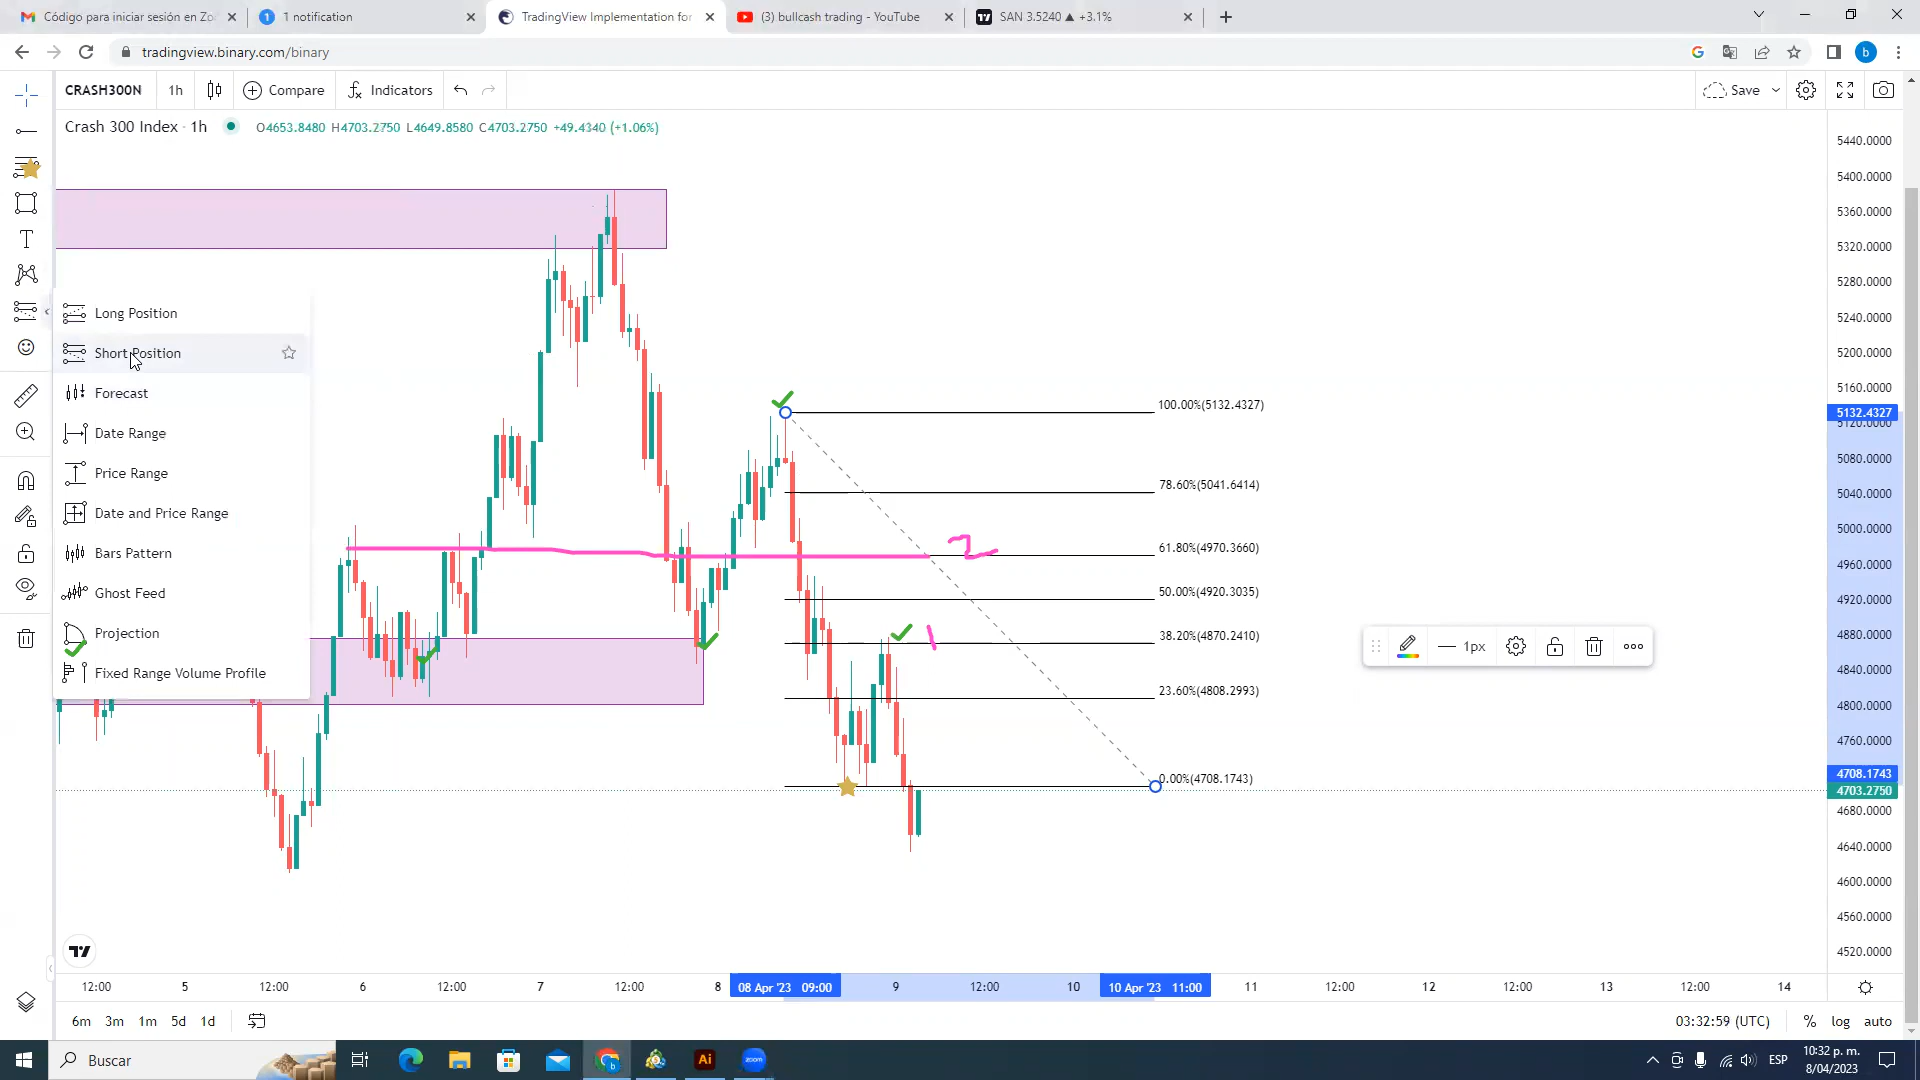 Código para iniciar sesión en Zo
1 1 notification
TradingView Implementation for
(3) bullcash trading - YouTube
SAN 3.5240 ▲ +3.1%
tradingview.binary.com/binary
b
CRASH300N 1h Compare Indicators Save
Crash 300 Index · 1h O4653.8480 H4703.2750 L4649.8580 C4703.2750 +49.4340 (+1.06%)
Long Position
Short Position
Forecast
Date Range
Price Range
Date and Price Range
Bars Pattern
Ghost Feed
Projection
Fixed Range Volume Profile
100.00%(5132.4327)
78.60%(5041.6414)
2
61.80%(4970.3660)
50.00%(4920.3035)
1
38.20%(4870.2410)
23.60%(4808.2993)
0.00%(4708.1743)
1px
5440.0000
5400.0000
5360.0000
5320.0000
5280.0000
5240.0000
5200.0000
5160.0000
5132.4327
5120.0000
5080.0000
5040.0000
5000.0000
4960.0000
4920.0000
4880.0000
4840.0000
4800.0000
4760.0000
4708.1743
4703.2750
4680.0000
4640.0000
4600.0000
4560.0000
4520.0000
12:00 5 12:00 6 12:00 7 12:00 8 08 Apr '23 09:00 9 12:00 10 10 Apr '23 11:00 11 12:00 12 12:00 13 12:00 14
6m 3m 1m 5d 1d 03:32:59 (UTC) % log auto
Buscar Ai zoom ESP 10:32 p. m.
8/04/2023